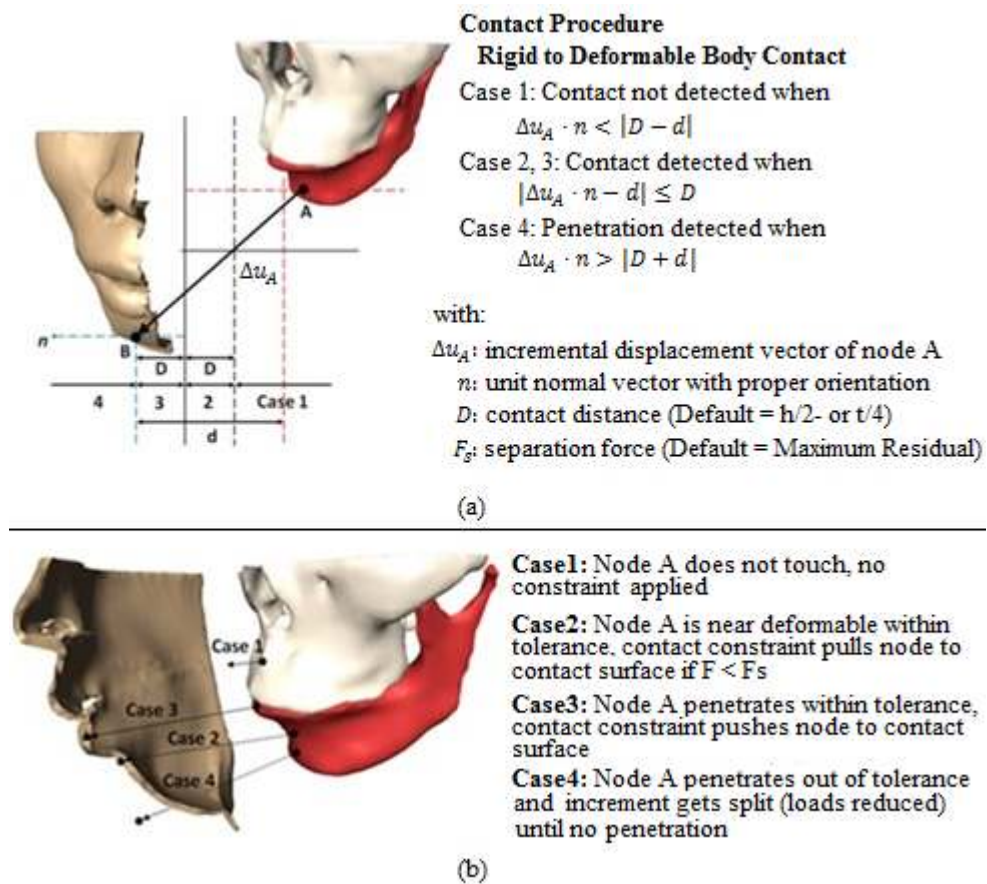 Contact Procedure
Rigid to Deformable Body Contact
Case 1: Contact not detected when
Δu_A · n < |D − d|
Case 2, 3: Contact detected when
|Δu_A · n − d| ≤ D
Case 4: Penetration detected when
Δu_A · n > |D + d|
with:
Δu_A: incremental displacement vector of node A
n: unit normal vector with proper orientation
D: contact distance (Default = h/2- or t/4)
F_s: separation force (Default = Maximum Residual)
A
Δu_A
n
B
D D
4 3 2 Case 1
d
(a)
Case 1
Case 3
Case 2
Case 4
Case1: Node A does not touch, no
constraint applied
Case2: Node A is near deformable within
tolerance. contact constraint pulls node to
contact surface if F < Fs
Case3: Node A penetrates within tolerance,
contact constraint pushes node to contact
surface
Case4: Node A penetrates out of tolerance
and increment gets split (loads reduced)
until no penetration
(b)